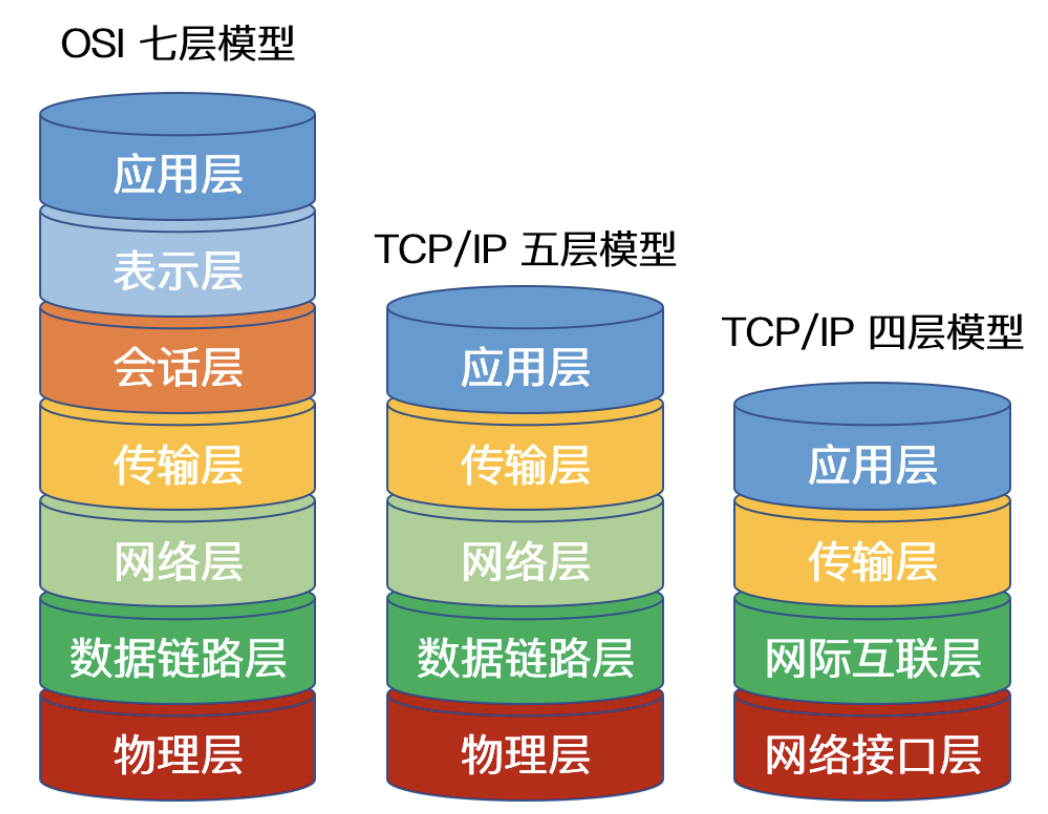 OSI 七层模型
应用层
表示层
会话层
传输层
网络层
数据链路层
物理层
TCP/IP 五层模型
应用层
传输层
网络层
数据链路层
物理层
TCP/IP 四层模型
应用层
传输层
网际互联层
网络接口层